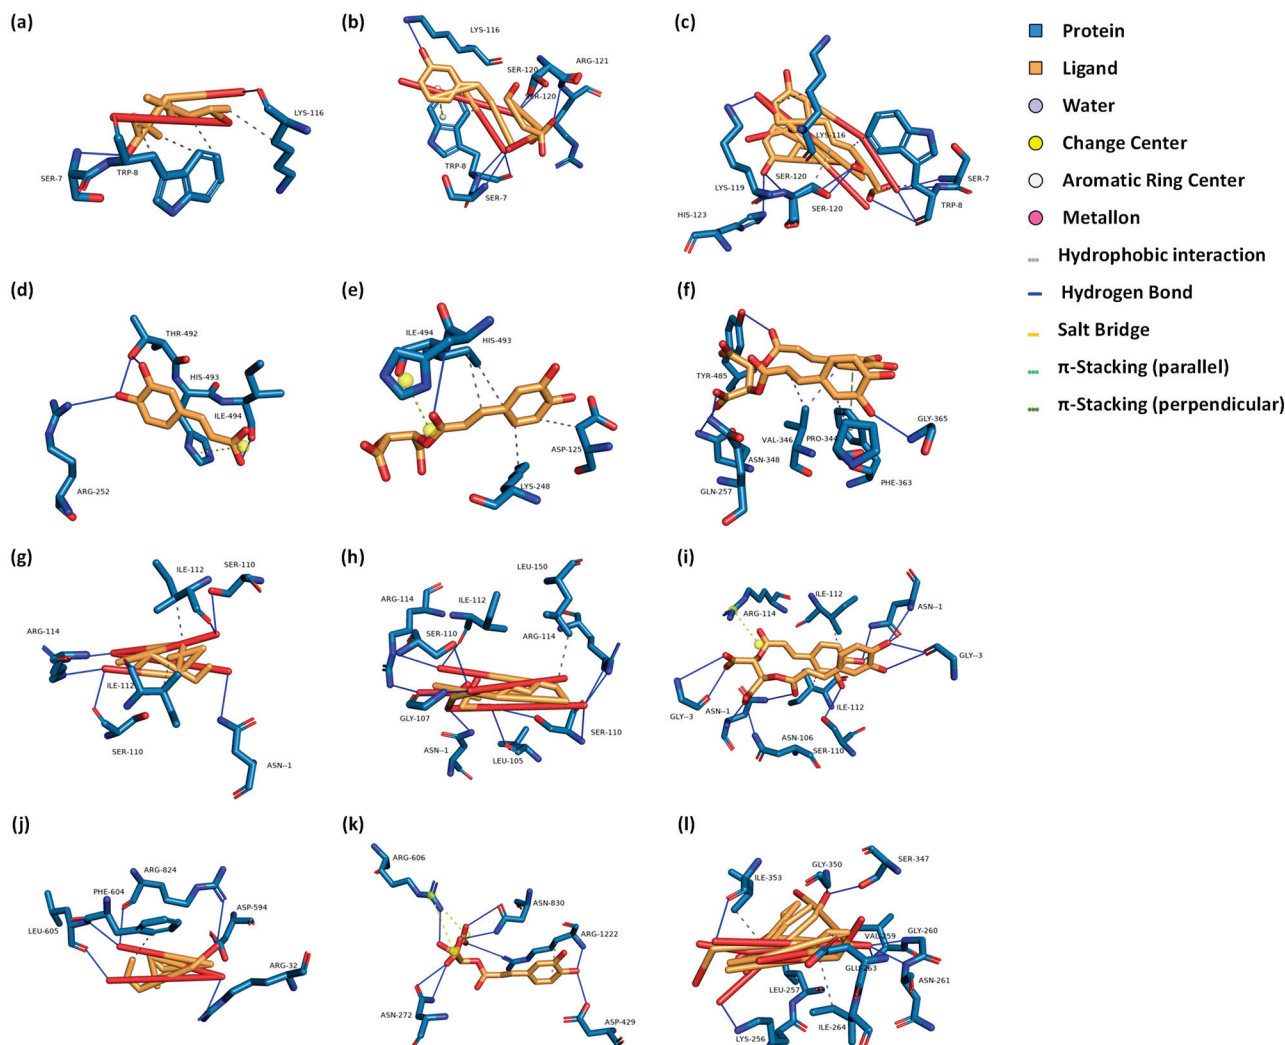 (a)
LYS-116
SER-7
TRP-8
(b)
LYS-116
SER-120
ARG-121
SER-120
TRP-8
SER-7
(c)
LYS-116
SER-120
SER-7
LYS-119
TRP-8
SER-120
HIS-123
Protein
Ligand
Water
Change Center
Aromatic Ring Center
Metallon
Hydrophobic interaction
Hydrogen Bond
Salt Bridge
π-Stacking (parallel)
π-Stacking (perpendicular)
(d)
THR-492
HIS-493
ILE-494
ARG-252
(e)
ILE-494
HIS-493
ASP-125
LYS-248
(f)
TYR-485
GLY-365
VAL-346
PRO-344
ASN-348
PHE-363
GLN-257
(g)
SER-110
ILE-112
ARG-114
ILE-112
SER-110
ASN--1
(h)
LEU-150
ARG-114
ILE-112
SER-110
ARG-114
GLY-107
SER-110
ASN--1
LEU-105
(i)
ILE-112
ASN--1
ARG-114
GLY--3
GLY--3
ASN--1
ILE-112
ASN-106
SER-110
(j)
ARG-824
PHE-604
ASP-594
LEU-605
ARG-32
(k)
ARG-606
ASN-830
ARG-1222
ASN-272
ASP-429
(l)
SER-347
GLY-350
ILE-353
VAL-259
GLY-260
GLU-263
ASN-261
LEU-257
ILE-264
LYS-256